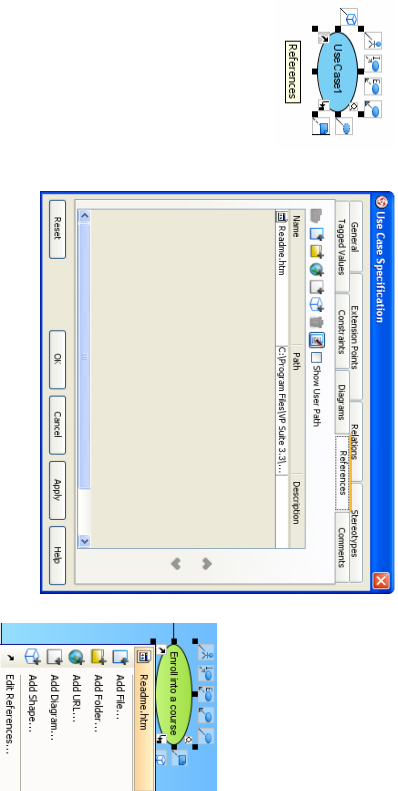 UseCase1
References
Use Case Specification
General
Extension Points
Relations
Stereotypes
Tagged Values
Constraints
Diagrams
References
Comments
Show User Path
Name
Path
Description
Readme.htm
C:\Program Files\VP Suite 3.3\...
Reset
OK
Cancel
Apply
Help
Enroll into a course
Readme.htm
Add File...
Add Folder...
Add URL...
Add Diagram...
Add Shape...
Edit References...